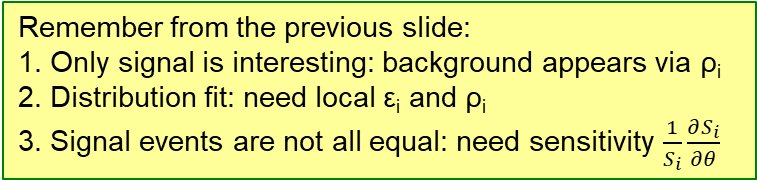 Remember from the previous slide:
1. Only signal is interesting: background appears via ρᵢ
2. Distribution fit: need local εᵢ and ρᵢ
3. Signal events are not all equal: need sensitivity 1/Sᵢ ∂Sᵢ/∂θ